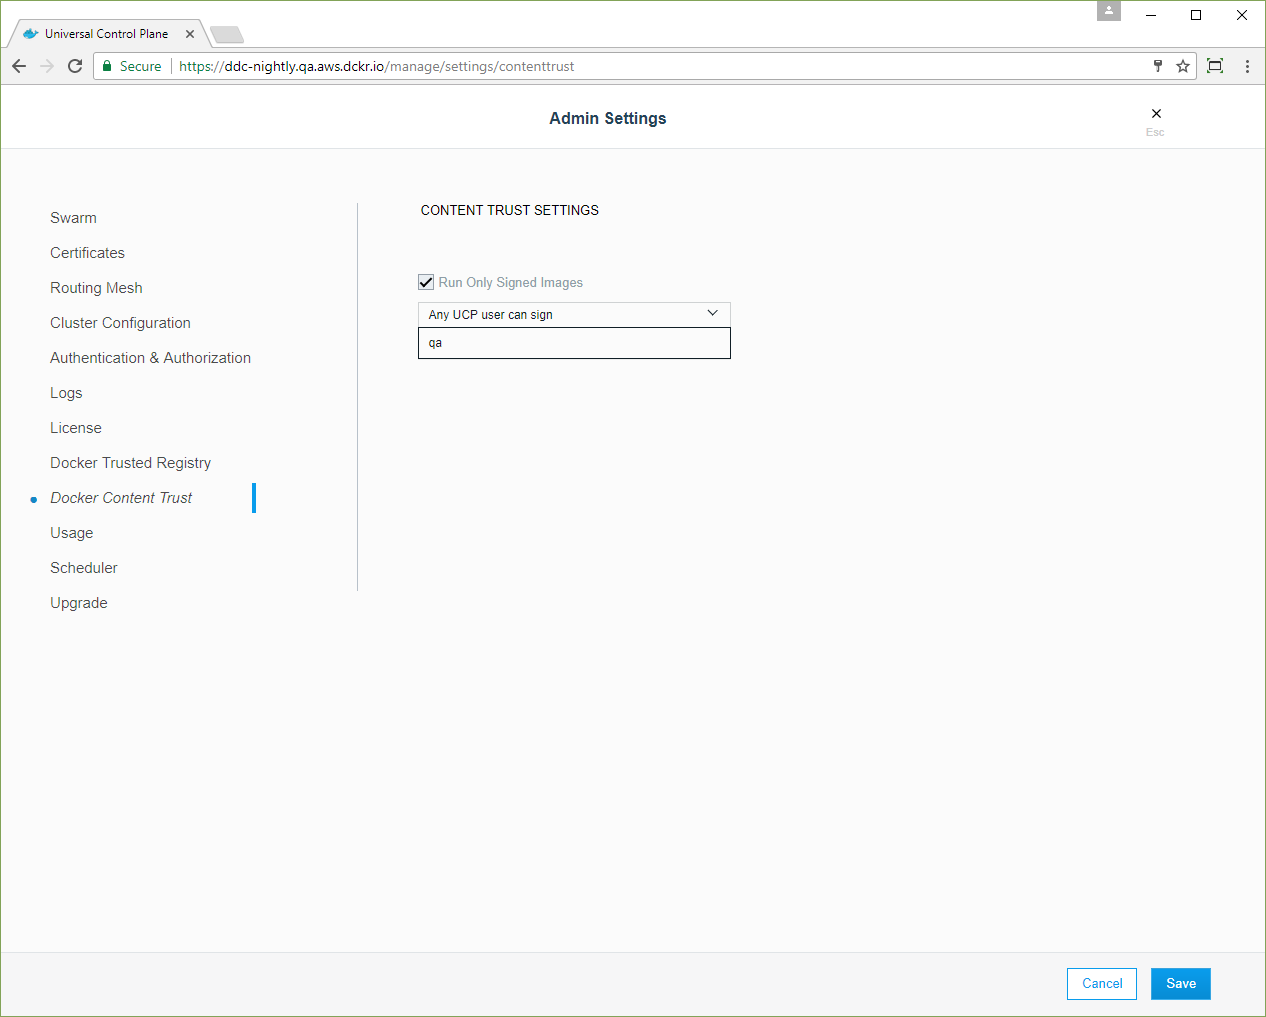 Universal Control Plane
Secure https://ddc-nightly.qa.aws.dckr.io/manage/settings/contenttrust
Admin Settings
Esc
Swarm
Certificates
Routing Mesh
Cluster Configuration
Authentication & Authorization
Logs
License
Docker Trusted Registry
Docker Content Trust
Usage
Scheduler
Upgrade
CONTENT TRUST SETTINGS
Run Only Signed Images
Any UCP user can sign
qa
Cancel
Save